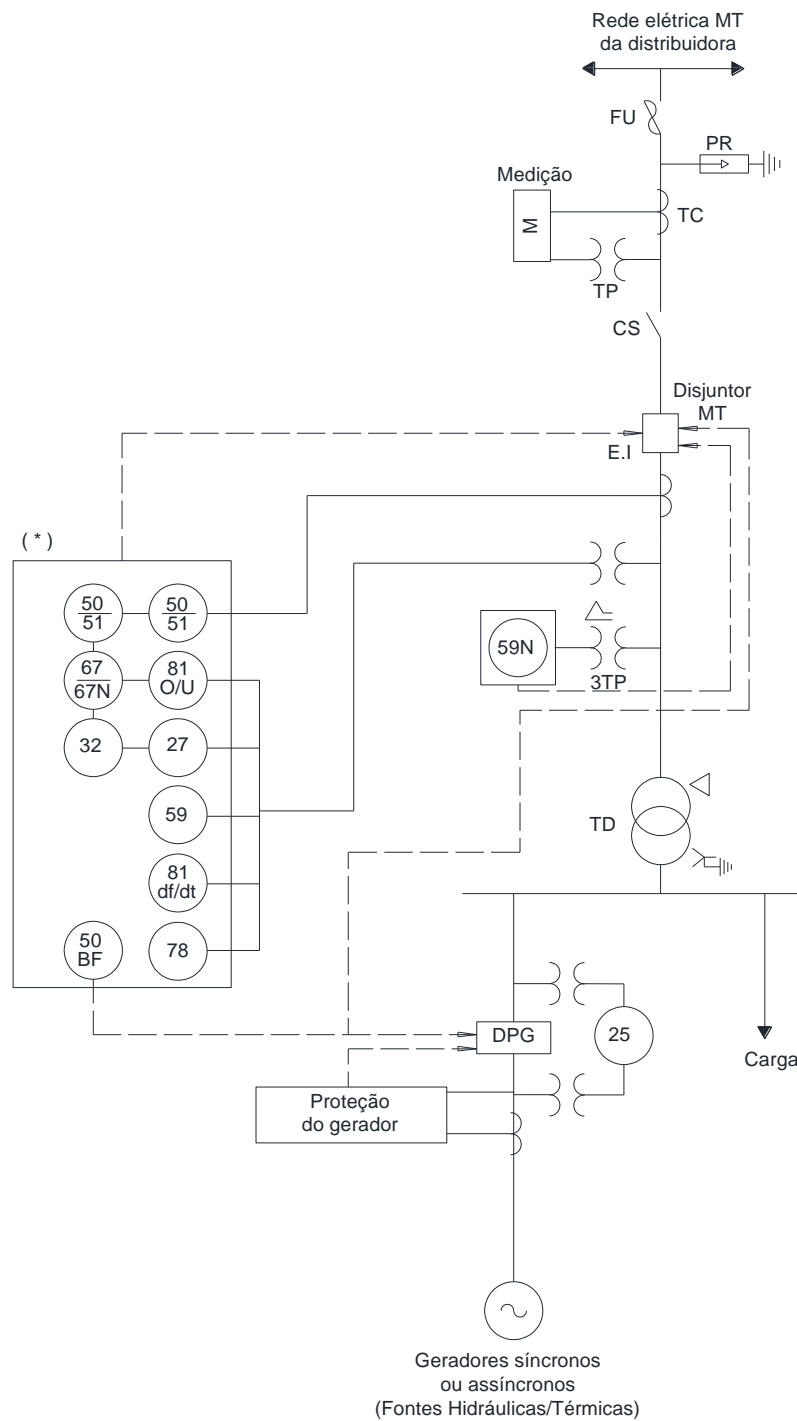 Rede elétrica MT
da distribuidora
FU
PR
Medição
M
TC
TP
CS
Disjuntor
MT
E.I
( * )
50
51
50
51
59N
3TP
67
67N
81
O/U
32
27
59
TD
81
df/dt
50
BF
78
DPG
25
Carga
Proteção
do gerador
Geradores síncronos
ou assíncronos
(Fontes Hidráulicas/Térmicas)